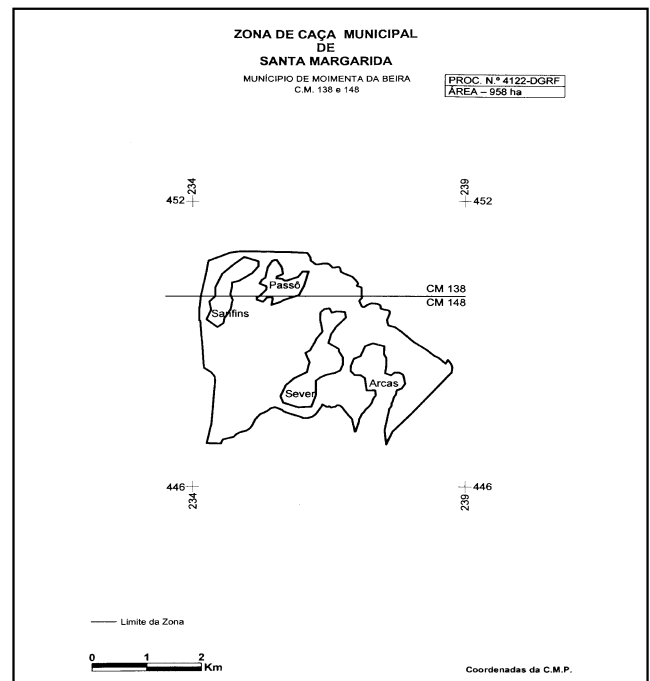 ZONA DE CAÇA MUNICIPAL
DE
SANTA MARGARIDA
MUNÍCIPIO DE MOIMENTA DA BEIRA
C.M. 138 e 148
PROC. N.º 4122-DGRF
ÁREA – 958 ha
234
452
239
452
Passô
CM 138
CM 148
Sanfins
Sever
Arcas
446
234
446
239
Limite da Zona
0 1 2
Km
Coordenadas da C.M.P.